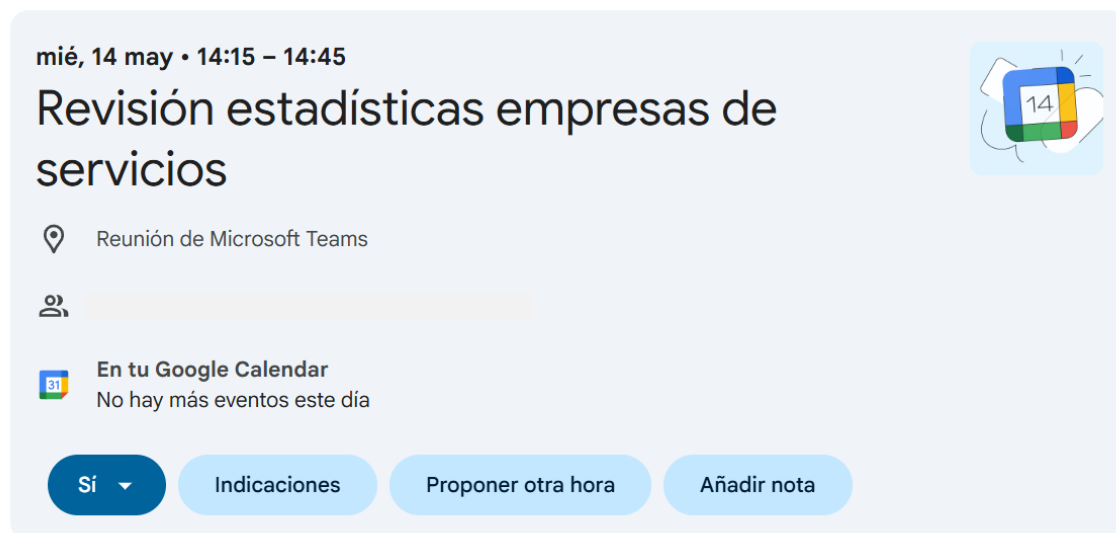 mié, 14 may • 14:15 – 14:45
Revisión estadísticas empresas de
servicios
14
Reunión de Microsoft Teams
31
En tu Google Calendar
No hay más eventos este día
Sí
Indicaciones
Proponer otra hora
Añadir nota